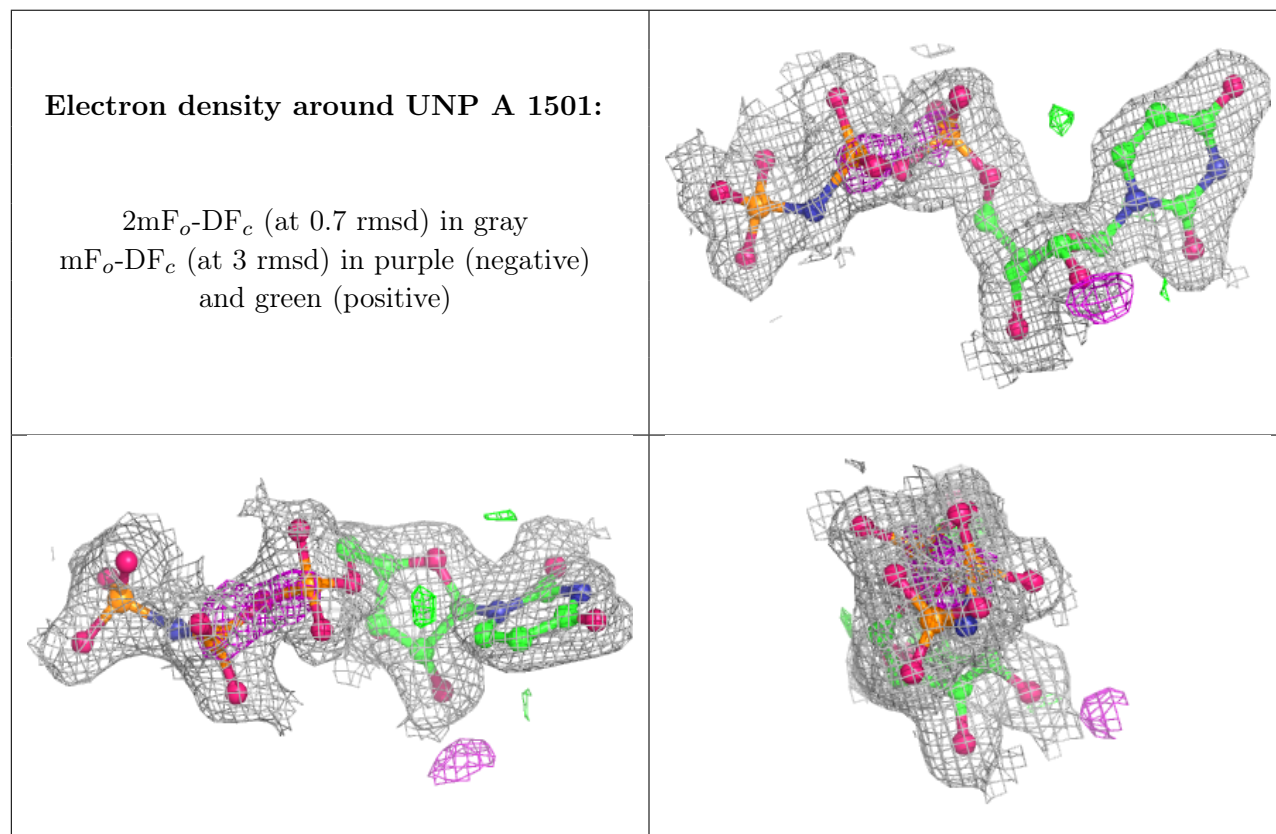 Electron density around UNP A 1501:
2mFo-DFc (at 0.7 rmsd) in gray
mFo-DFc (at 3 rmsd) in purple (negative)
and green (positive)